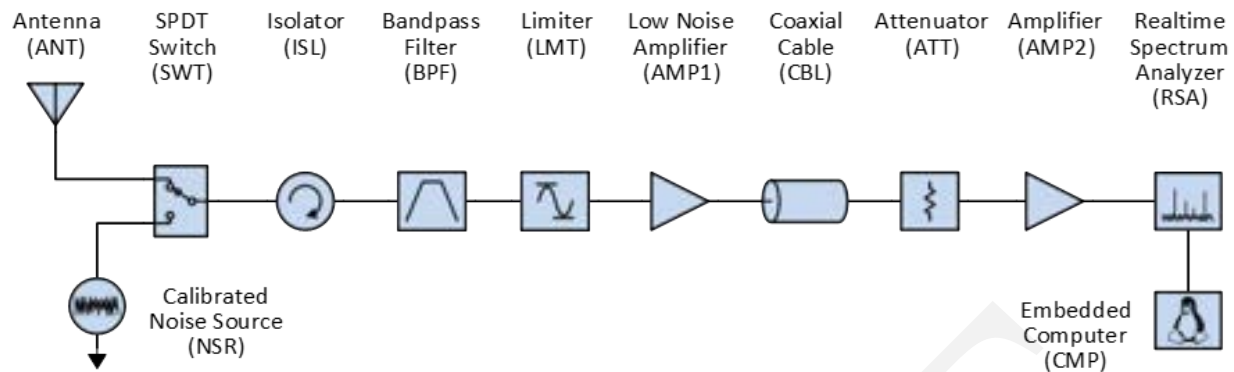 Antenna
(ANT)
SPDT
Switch
(SWT)
Isolator
(ISL)
Bandpass
Filter
(BPF)
Limiter
(LMT)
Low Noise
Amplifier
(AMP1)
Coaxial
Cable
(CBL)
Attenuator
(ATT)
Amplifier
(AMP2)
Realtime
Spectrum
Analyzer
(RSA)
Calibrated
Noise Source
(NSR)
Embedded
Computer
(CMP)